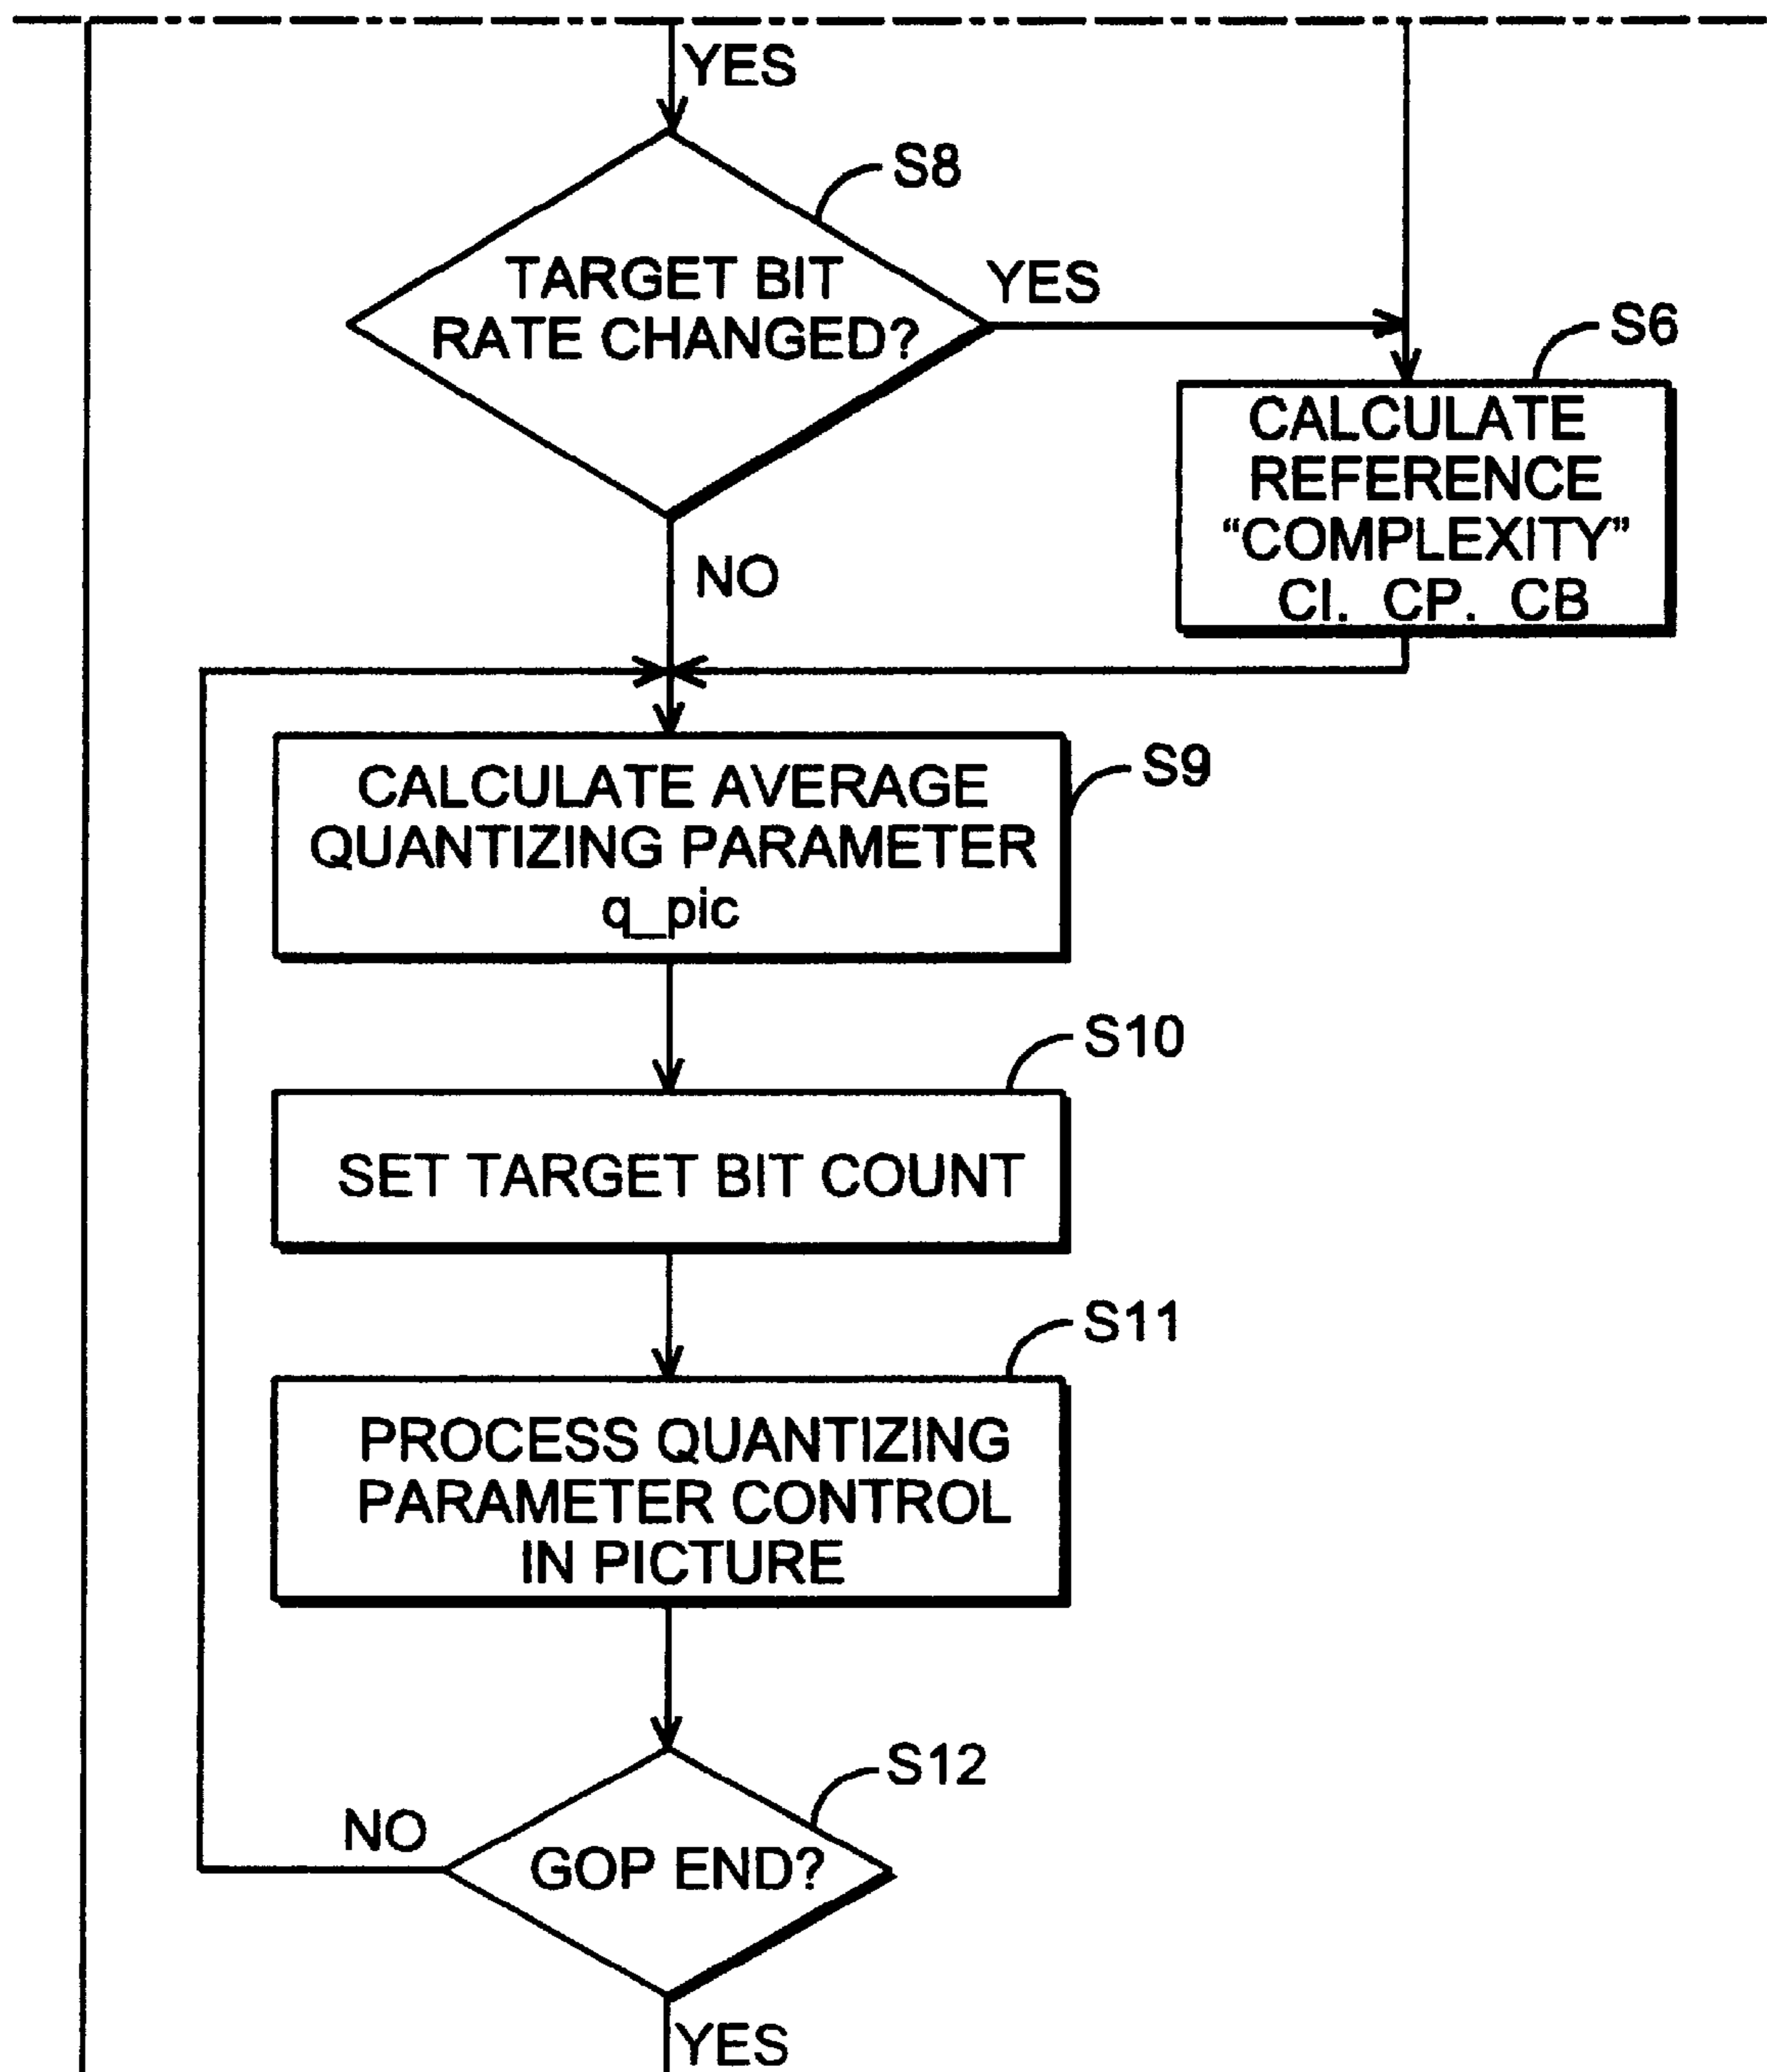 YES
S8
TARGET BIT
RATE CHANGED?
YES
S6
CALCULATE
REFERENCE
“COMPLEXITY”
CI. CP. CB
NO
S9
CALCULATE AVERAGE
QUANTIZING PARAMETER
q_pic
S10
SET TARGET BIT COUNT
S11
PROCESS QUANTIZING
PARAMETER CONTROL
IN PICTURE
S12
NO
GOP END?
YES